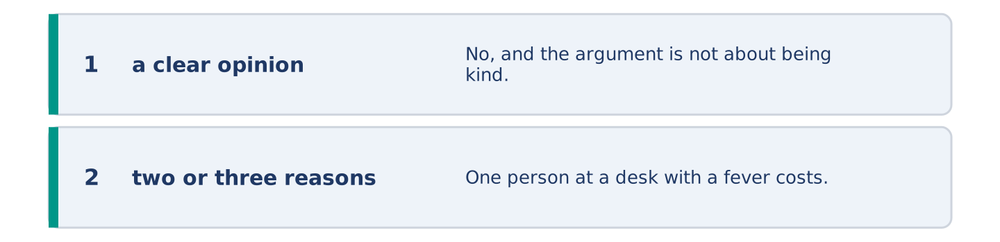 1 a clear opinion No, and the argument is not about being
kind.
2 two or three reasons One person at a desk with a fever costs.